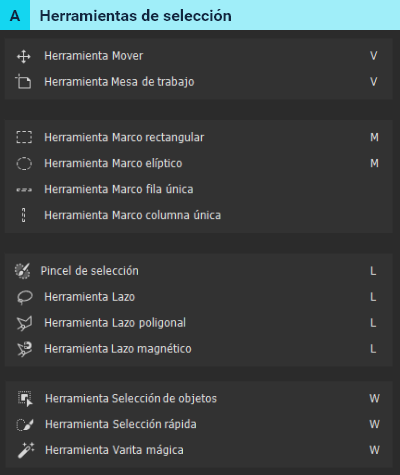 A Herramientas de selección
Herramienta Mover V
Herramienta Mesa de trabajo V
Herramienta Marco rectangular M
Herramienta Marco elíptico M
Herramienta Marco fila única
Herramienta Marco columna única
Pincel de selección L
Herramienta Lazo L
Herramienta Lazo poligonal L
Herramienta Lazo magnético L
Herramienta Selección de objetos W
Herramienta Selección rápida W
Herramienta Varita mágica W